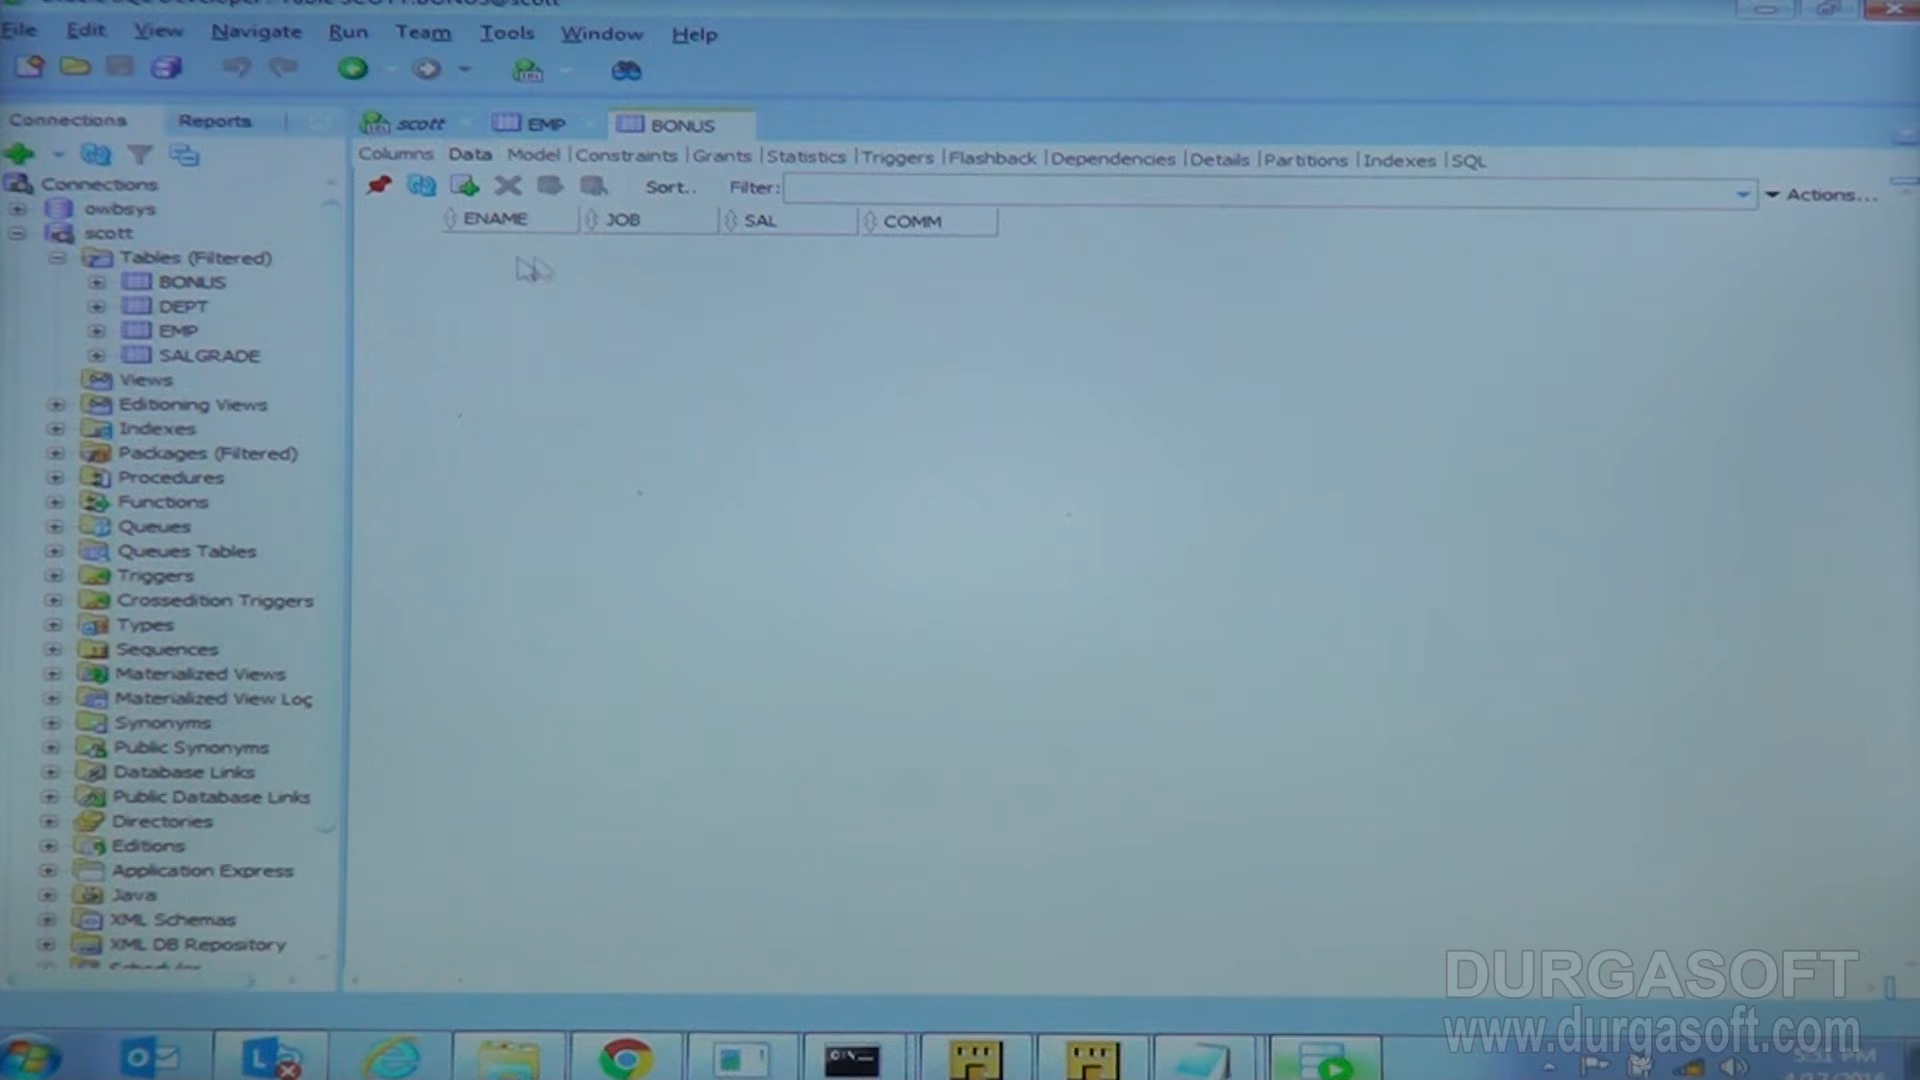 File Edit View Navigate Run Team Tools Window Help
Connections Reports
scott EMP BONUS
Columns Data Model Constraints Grants Statistics Triggers Flashback Dependencies Details Partitions Indexes SQL
Sort.. Filter: Actions...
ENAME JOB SAL COMM
Connections
owbsys
scott
Tables (Filtered)
BONUS
DEPT
EMP
SALGRADE
Views
Editioning Views
Indexes
Packages (Filtered)
Procedures
Functions
Queues
Queues Tables
Triggers
Crossedition Triggers
Types
Sequences
Materialized Views
Materialized View Log
Synonyms
Public Synonyms
Database Links
Public Database Links
Directories
Editions
Application Express
Java
XML Schemas
XML DB Repository
DURGASOFT
www.durgasoft.com
5:31 PM